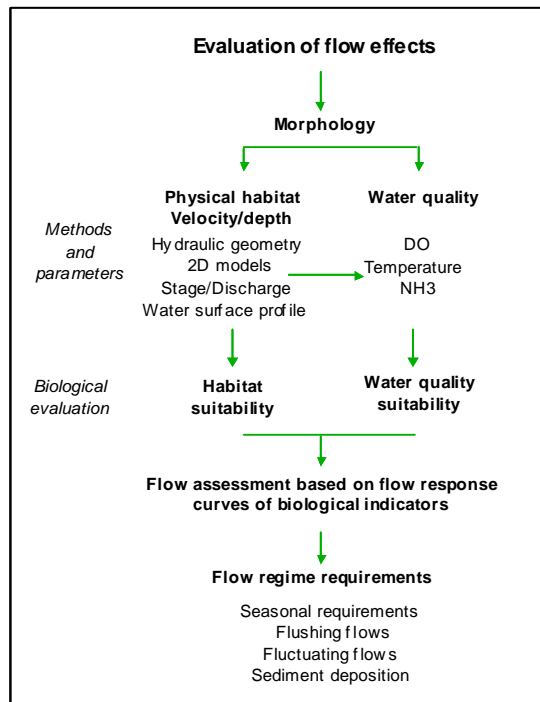 Evaluation of flow effects
Morphology
Physical habitat
Velocity/depth
Water quality
Methods
and
parameters
Hydraulic geometry
2D models
Stage/Discharge
Water surface profile
DO
Temperature
NH3
Biological
evaluation
Habitat
suitability
Water quality
suitability
Flow assessment based on flow response
curves of biological indicators
Flow regime requirements
Seasonal requirements
Flushing flows
Fluctuating flows
Sediment deposition